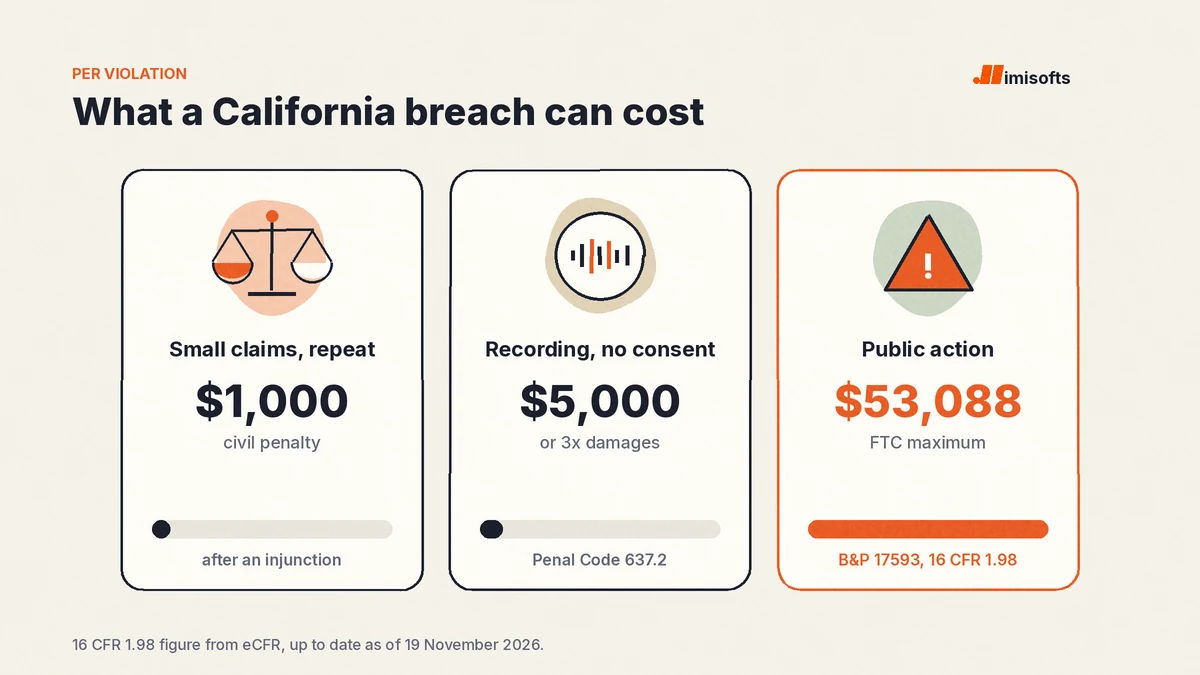 PER VIOLATION
imisofts
What a California breach can cost
Small claims, repeat
$1,000
civil penalty
after an injunction
Recording, no consent
$5,000
or 3x damages
Penal Code 637.2
!
Public action
$53,088
FTC maximum
B&P 17593, 16 CFR 1.98
16 CFR 1.98 figure from eCFR, up to date as of 19 November 2026.